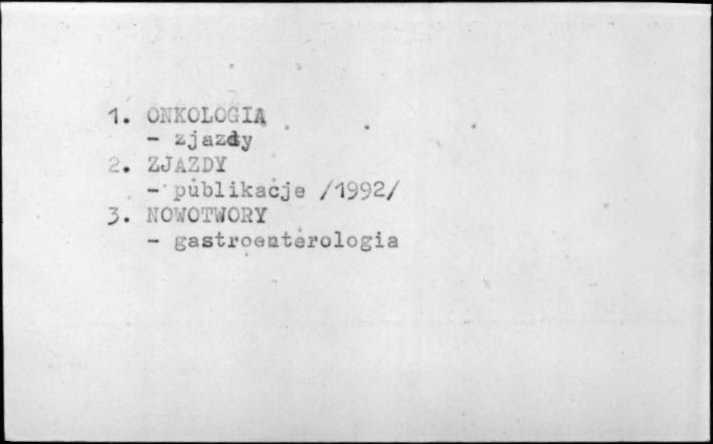 1. ONKOLOGIA
- zjazdy
2. ZJAZDY
- publikacje /1992/
3. NOWOTWORY
- gastroenterologia